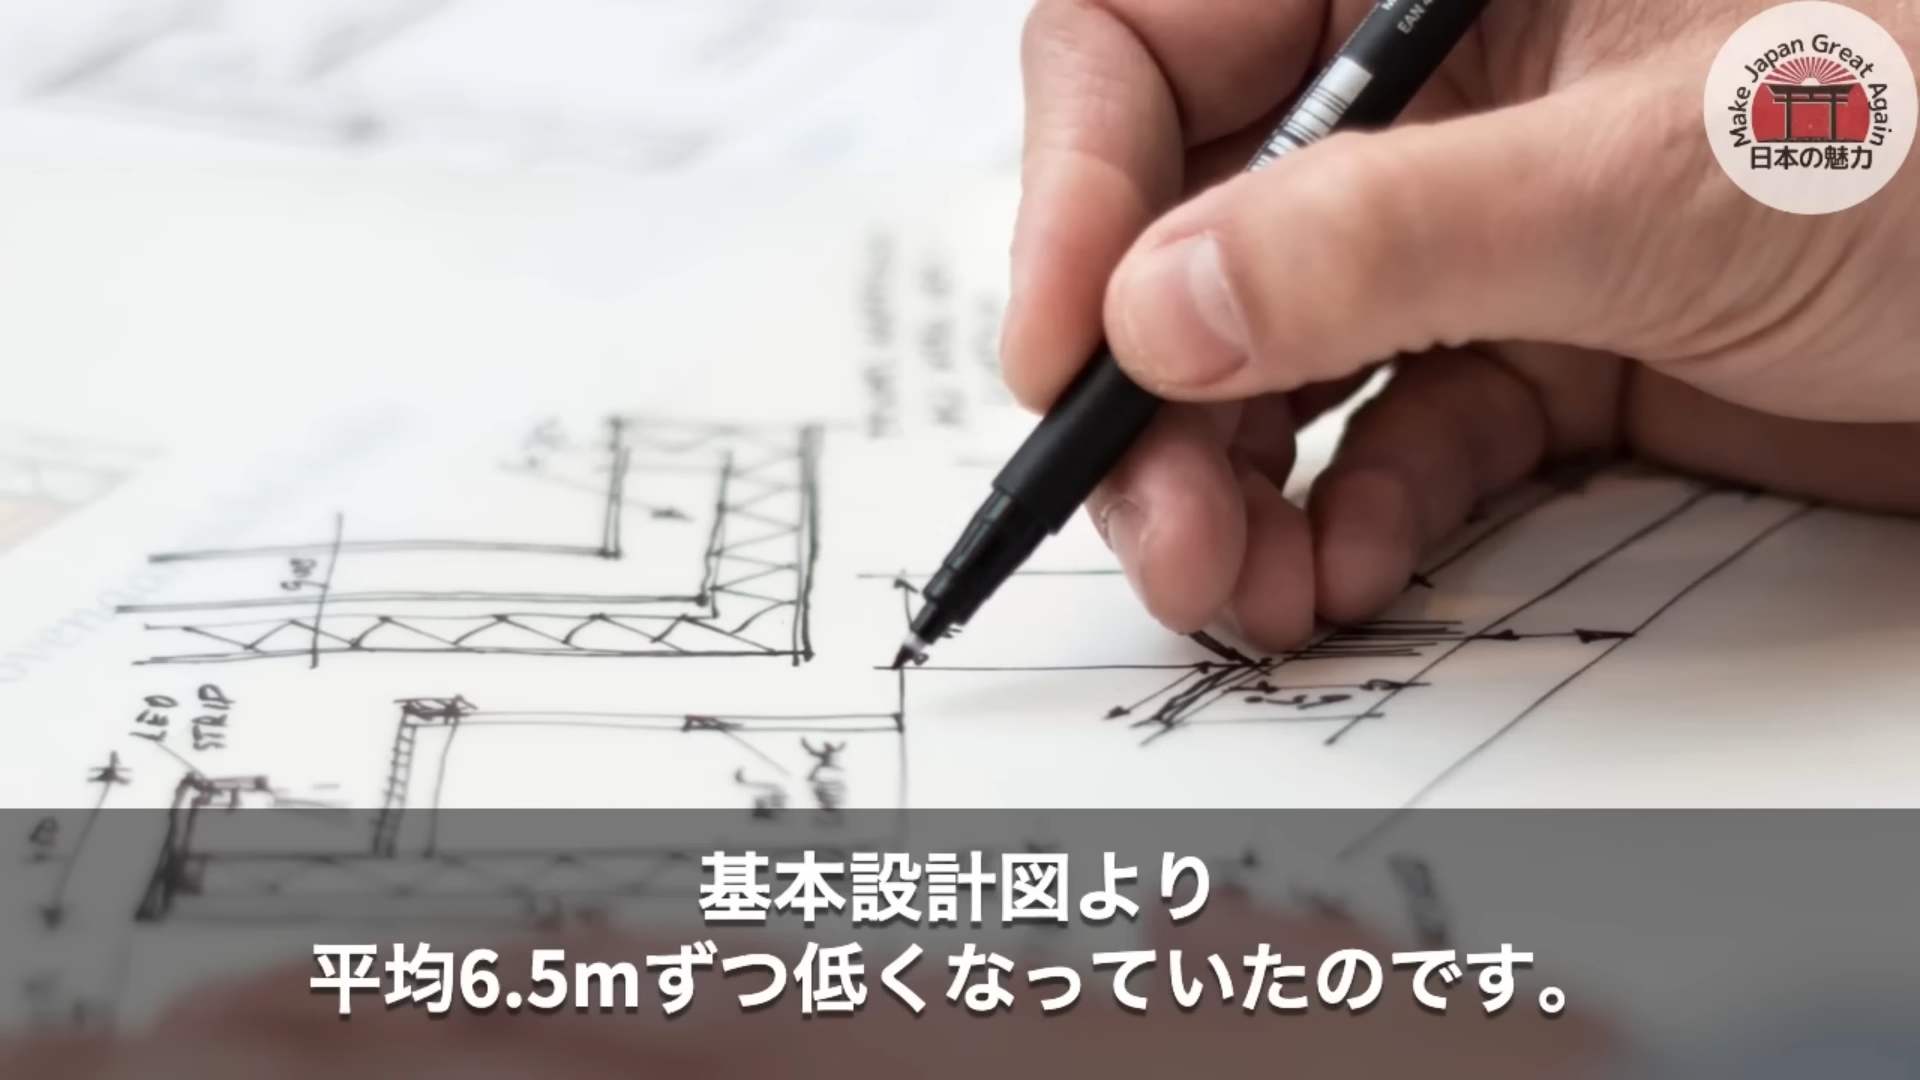 Make Japan Great Again
日本の魅力
LED
STRIP
基本設計図より
平均6.5mずつ低くなっていたのです。